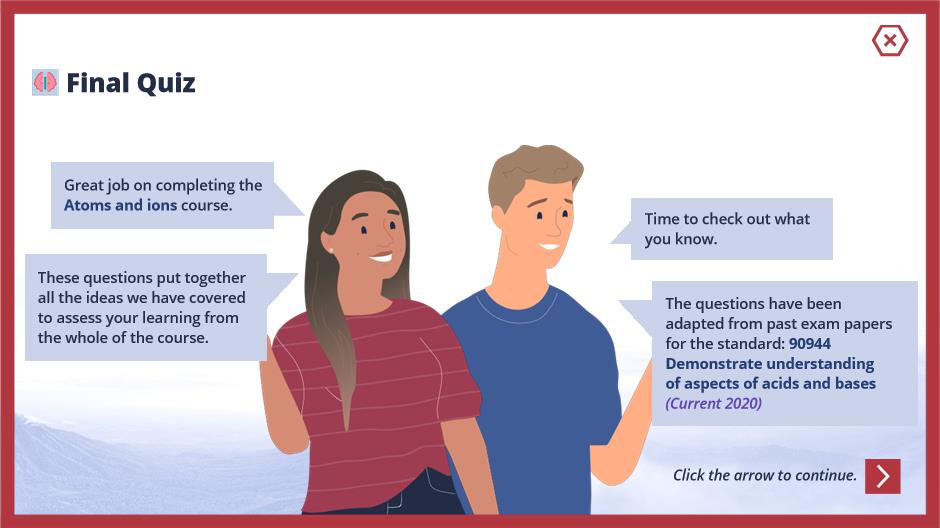 Final Quiz
Great job on completing the
Atoms and ions course.
These questions put together
all the ideas we have covered
to assess your learning from
the whole of the course.
Time to check out what
you know.
The questions have been
adapted from past exam papers
for the standard: 90944
Demonstrate understanding
of aspects of acids and bases
(Current 2020)
Click the arrow to continue.